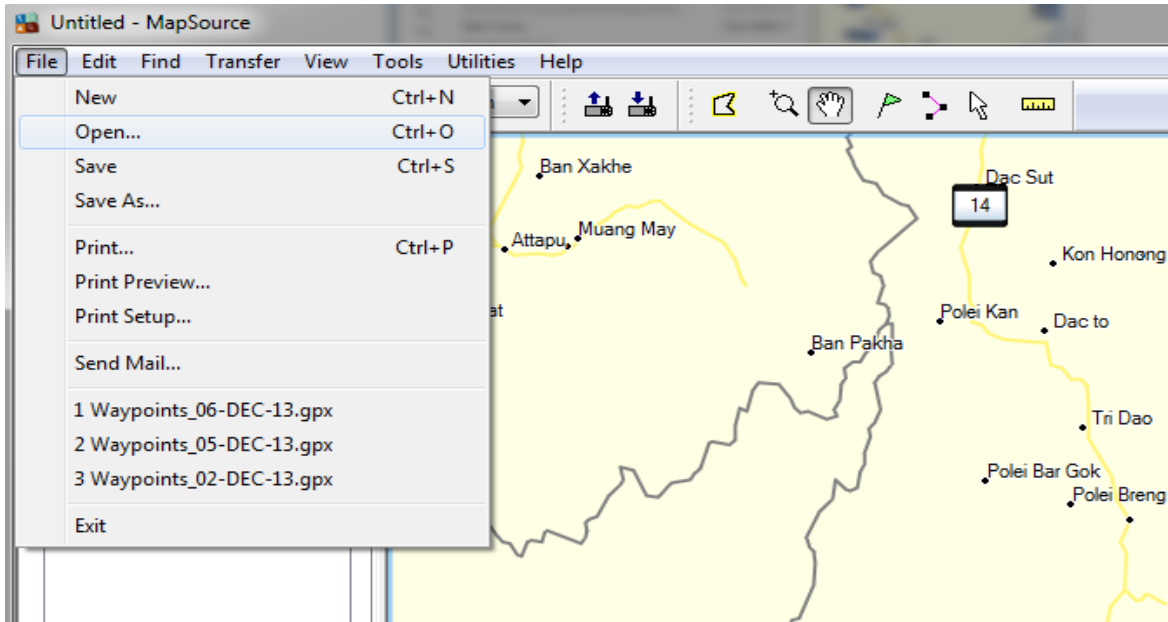 Untitled - MapSource
File Edit Find Transfer View Tools Utilities Help
New Ctrl+N
Open... Ctrl+O
Save Ctrl+S
Save As...
Print... Ctrl+P
Print Preview...
Print Setup...
Send Mail...
1 Waypoints_06-DEC-13.gpx
2 Waypoints_05-DEC-13.gpx
3 Waypoints_02-DEC-13.gpx
Exit
Ban Xakhe
Dac Sut
14
Muang May
Attapu
Kon Honong
at
Polei Kan
Dac to
Ban Pakha
Tri Dao
Polei Bar Gok
Polei Breng